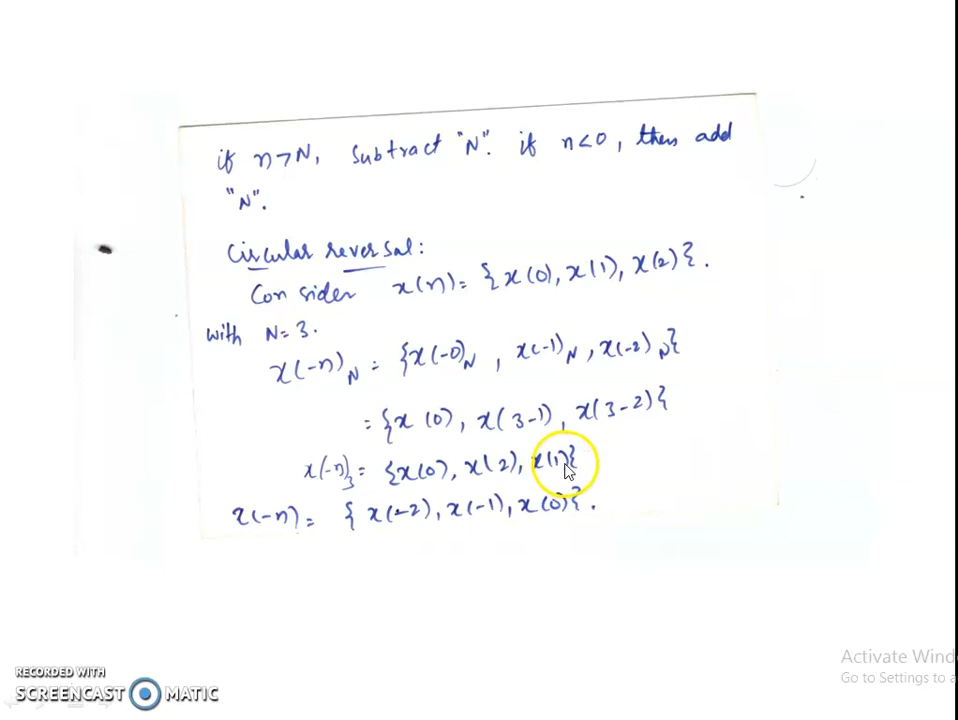 if n>N, subtract "N". if n<0, then add
"N".
Circular reversal:
Consider x(n)= {x(0), x(1), x(2)}.
with N=3.
x(-n)N = {x(-0)N, x(-1)N, x(-2)N}
= {x(0), x(3-1), x(3-2)}
x(-n)3 = {x(0), x(2), x(1)}
x(-n)= {x(-2), x(-1), x(0)}.
Activate Wind
Go to Settings to a
RECORDED WITH
SCREENCAST MATIC